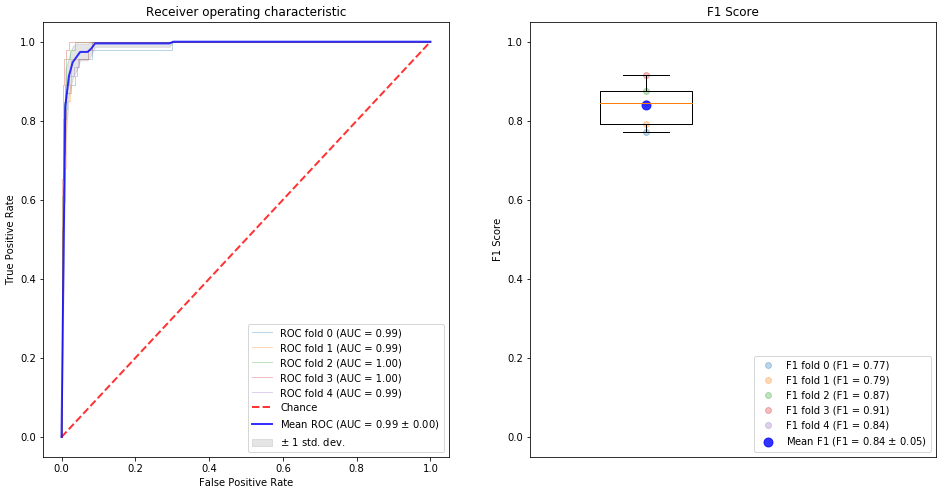 Receiver operating characteristic
1.0
0.8
0.6
0.4
0.2
0.0
True Positive Rate
0.0 0.2 0.4 0.6 0.8 1.0
False Positive Rate
ROC fold 0 (AUC = 0.99)
ROC fold 1 (AUC = 0.99)
ROC fold 2 (AUC = 1.00)
ROC fold 3 (AUC = 1.00)
ROC fold 4 (AUC = 0.99)
Chance
Mean ROC (AUC = 0.99 ± 0.00)
± 1 std. dev.
F1 Score
1.0
0.8
0.6
0.4
0.2
0.0
F1 Score
F1 fold 0 (F1 = 0.77)
F1 fold 1 (F1 = 0.79)
F1 fold 2 (F1 = 0.87)
F1 fold 3 (F1 = 0.91)
F1 fold 4 (F1 = 0.84)
Mean F1 (F1 = 0.84 ± 0.05)